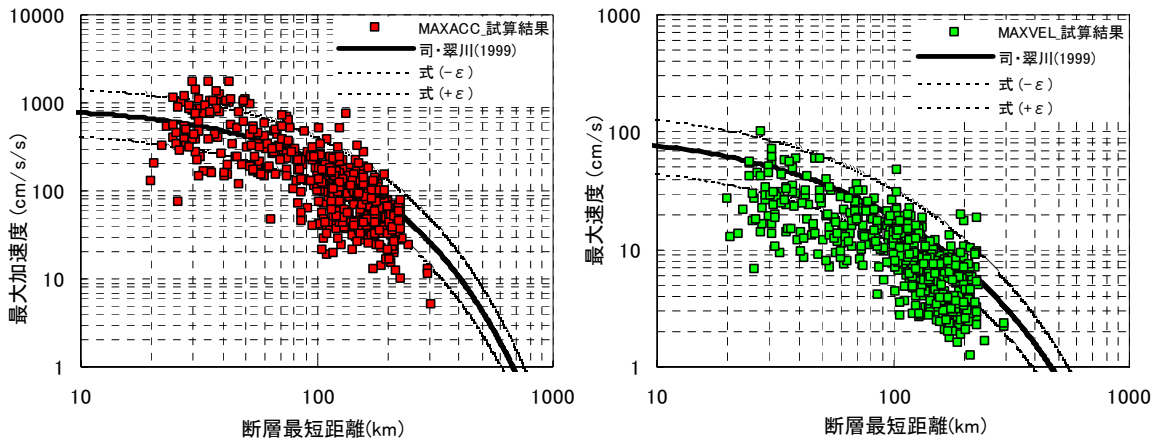 10000
1000
100
10
1
最大加速度 (cm/s/s)
MAXACC_試算結果
司・翠川(1999)
式 (-ε)
式 (+ε)
10
100
1000
断層最短距離(km)
1000
100
10
1
最大速度 (cm/s)
MAXVEL_試算結果
司・翠川(1999)
式 (-ε)
式 (+ε)
10
100
1000
断層最短距離(km)